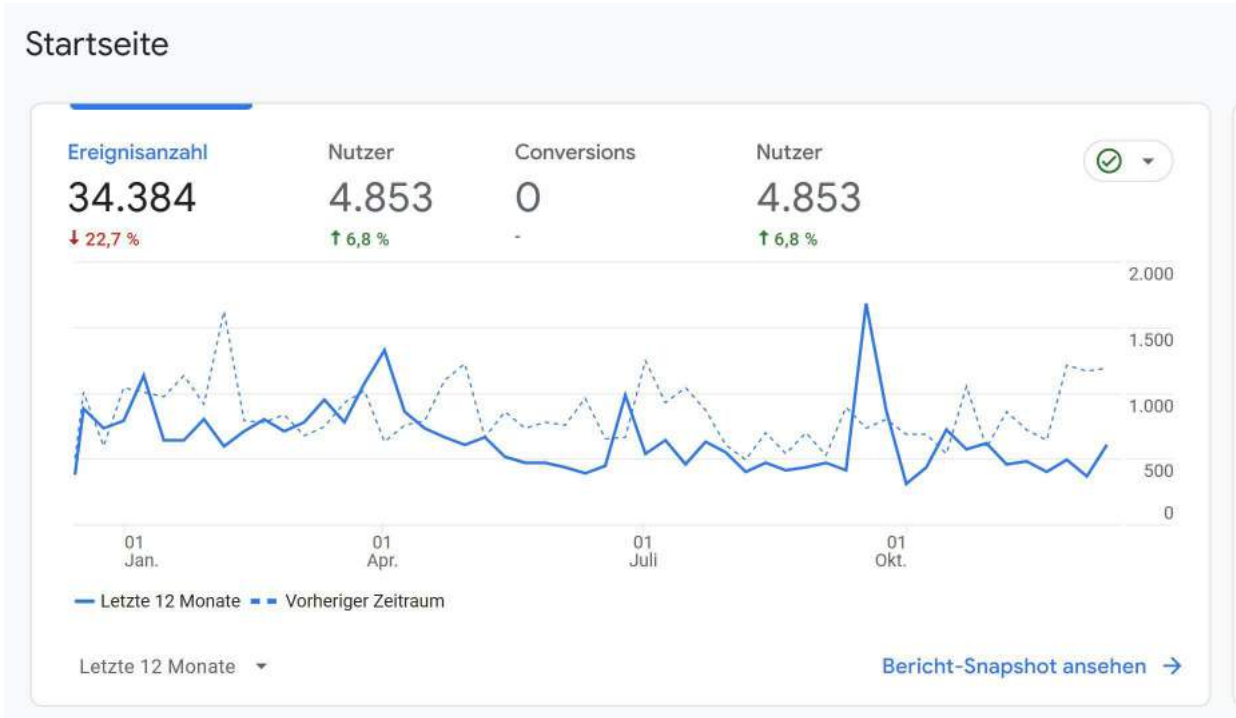 Startseite
Ereignisanzahl Nutzer Conversions Nutzer
34.384 4.853 0 4.853
↓ 22,7 % ↑ 6,8 % - ↑ 6,8 %
2.000
1.500
1.000
500
0
01 01 01 01
Jan. Apr. Juli Okt.
Letzte 12 Monate Vorheriger Zeitraum
Letzte 12 Monate Bericht-Snapshot ansehen →